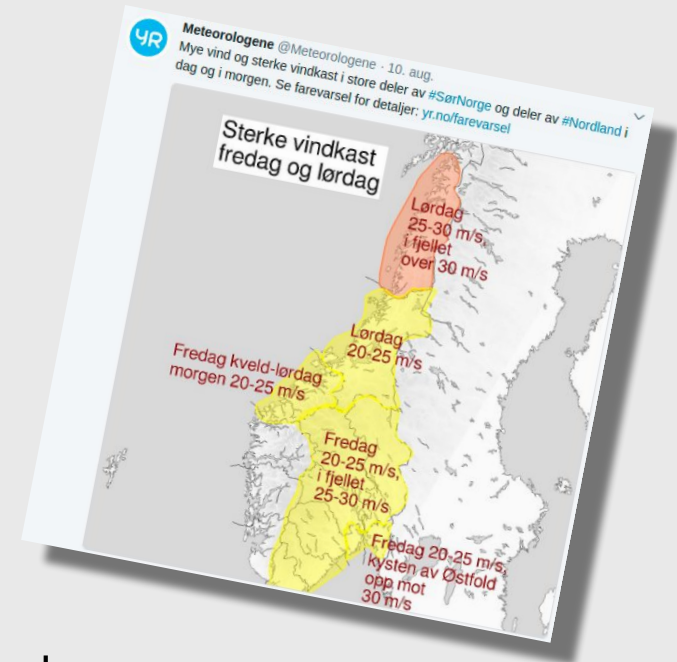 YR
Meteorologene @Meteorologene · 10. aug.
Mye vind og sterke vindkast i store deler av #SørNorge og deler av #Nordland i
dag og i morgen. Se farevarsel for detaljer: yr.no/farevarsel
Sterke vindkast
fredag og lørdag
Lørdag
25-30 m/s,
i fjellet
over 30 m/s
Lørdag
20-25 m/s
Fredag kveld-lørdag
morgen 20-25 m/s
Fredag
20-25 m/s,
i fjellet
25-30 m/s
Fredag 20-25 m/s,
kysten av Østfold
opp mot
30 m/s